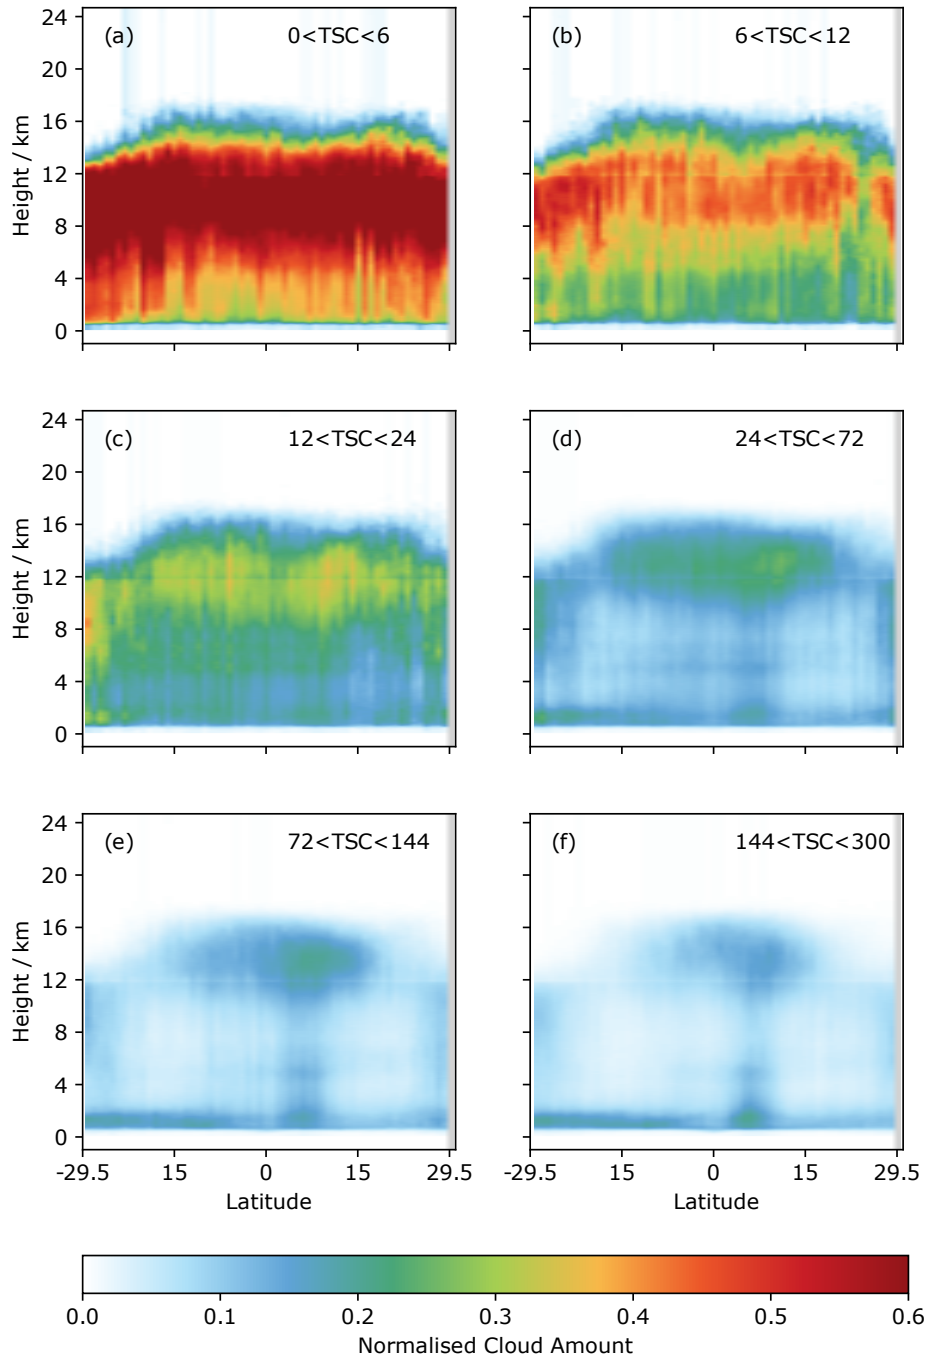 (a) 0<TSC<6
(b) 6<TSC<12
24
20
16
12
8
4
0
Height / km
(c) 12<TSC<24
(d) 24<TSC<72
24
20
16
12
8
4
0
Height / km
(e) 72<TSC<144
(f) 144<TSC<300
24
20
16
12
8
4
0
Height / km
-29.5 15 0 15 29.5
-29.5 15 0 15 29.5
Latitude
Latitude
0.0 0.1 0.2 0.3 0.4 0.5 0.6
Normalised Cloud Amount